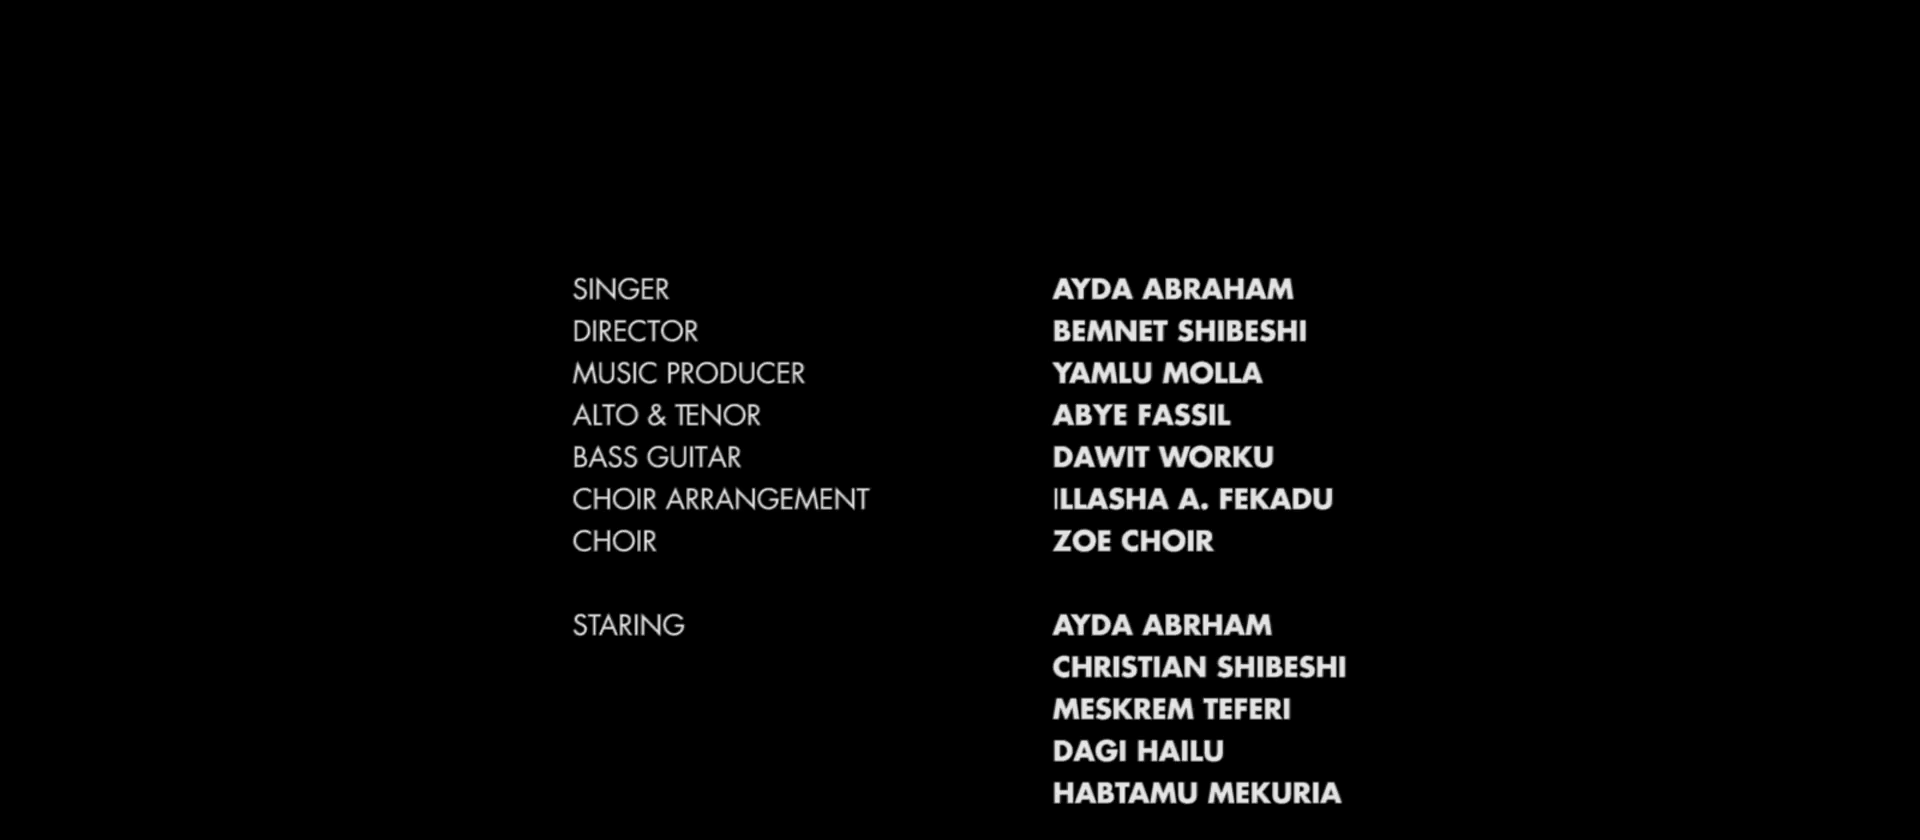 SINGER AYDA ABRAHAM
DIRECTOR BEMNET SHIBESHI
MUSIC PRODUCER YAMLU MOLLA
ALTO & TENOR ABYE FASSIL
BASS GUITAR DAWIT WORKU
CHOIR ARRANGEMENT ILLASHA A. FEKADU
CHOIR ZOE CHOIR
STARING AYDA ABRHAM
CHRISTIAN SHIBESHI
MESKREM TEFERI
DAGI HAILU
HABTAMU MEKURIA